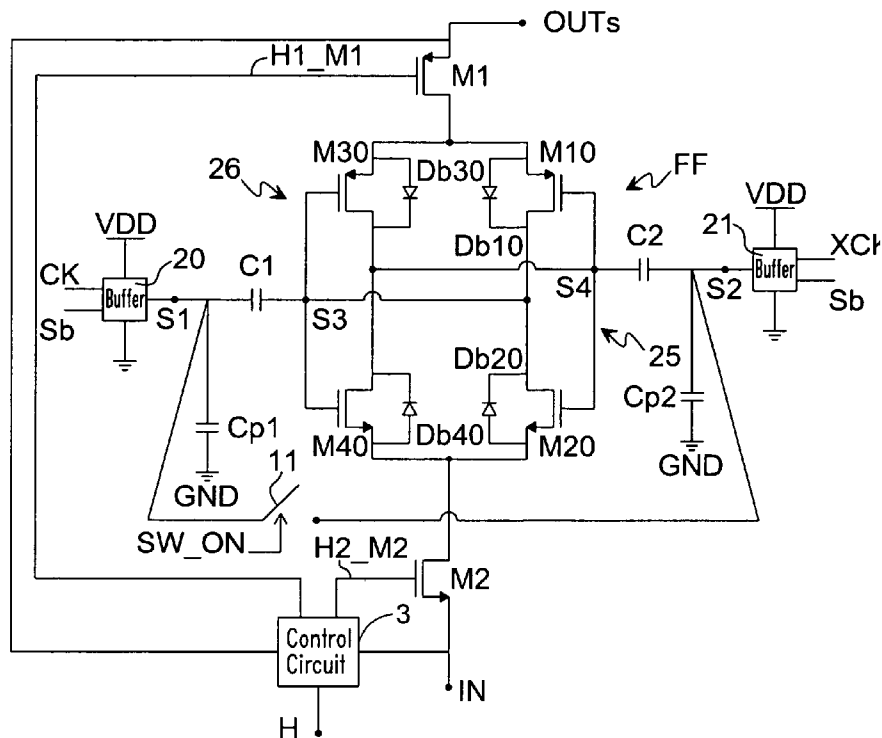 OUTs
H1_M1
M1
M30
M10
26
Db30
FF
VDD
VDD
20
21
C1
Db10
C2
XCK
CK
Buffer
Buffer
S1
S4
S2
Sb
S3
Sb
Db20
25
Cp1
Cp2
M40
Db40
M20
11
GND
GND
SW_ON
H2_M2
M2
3
Control
Circuit
IN
H